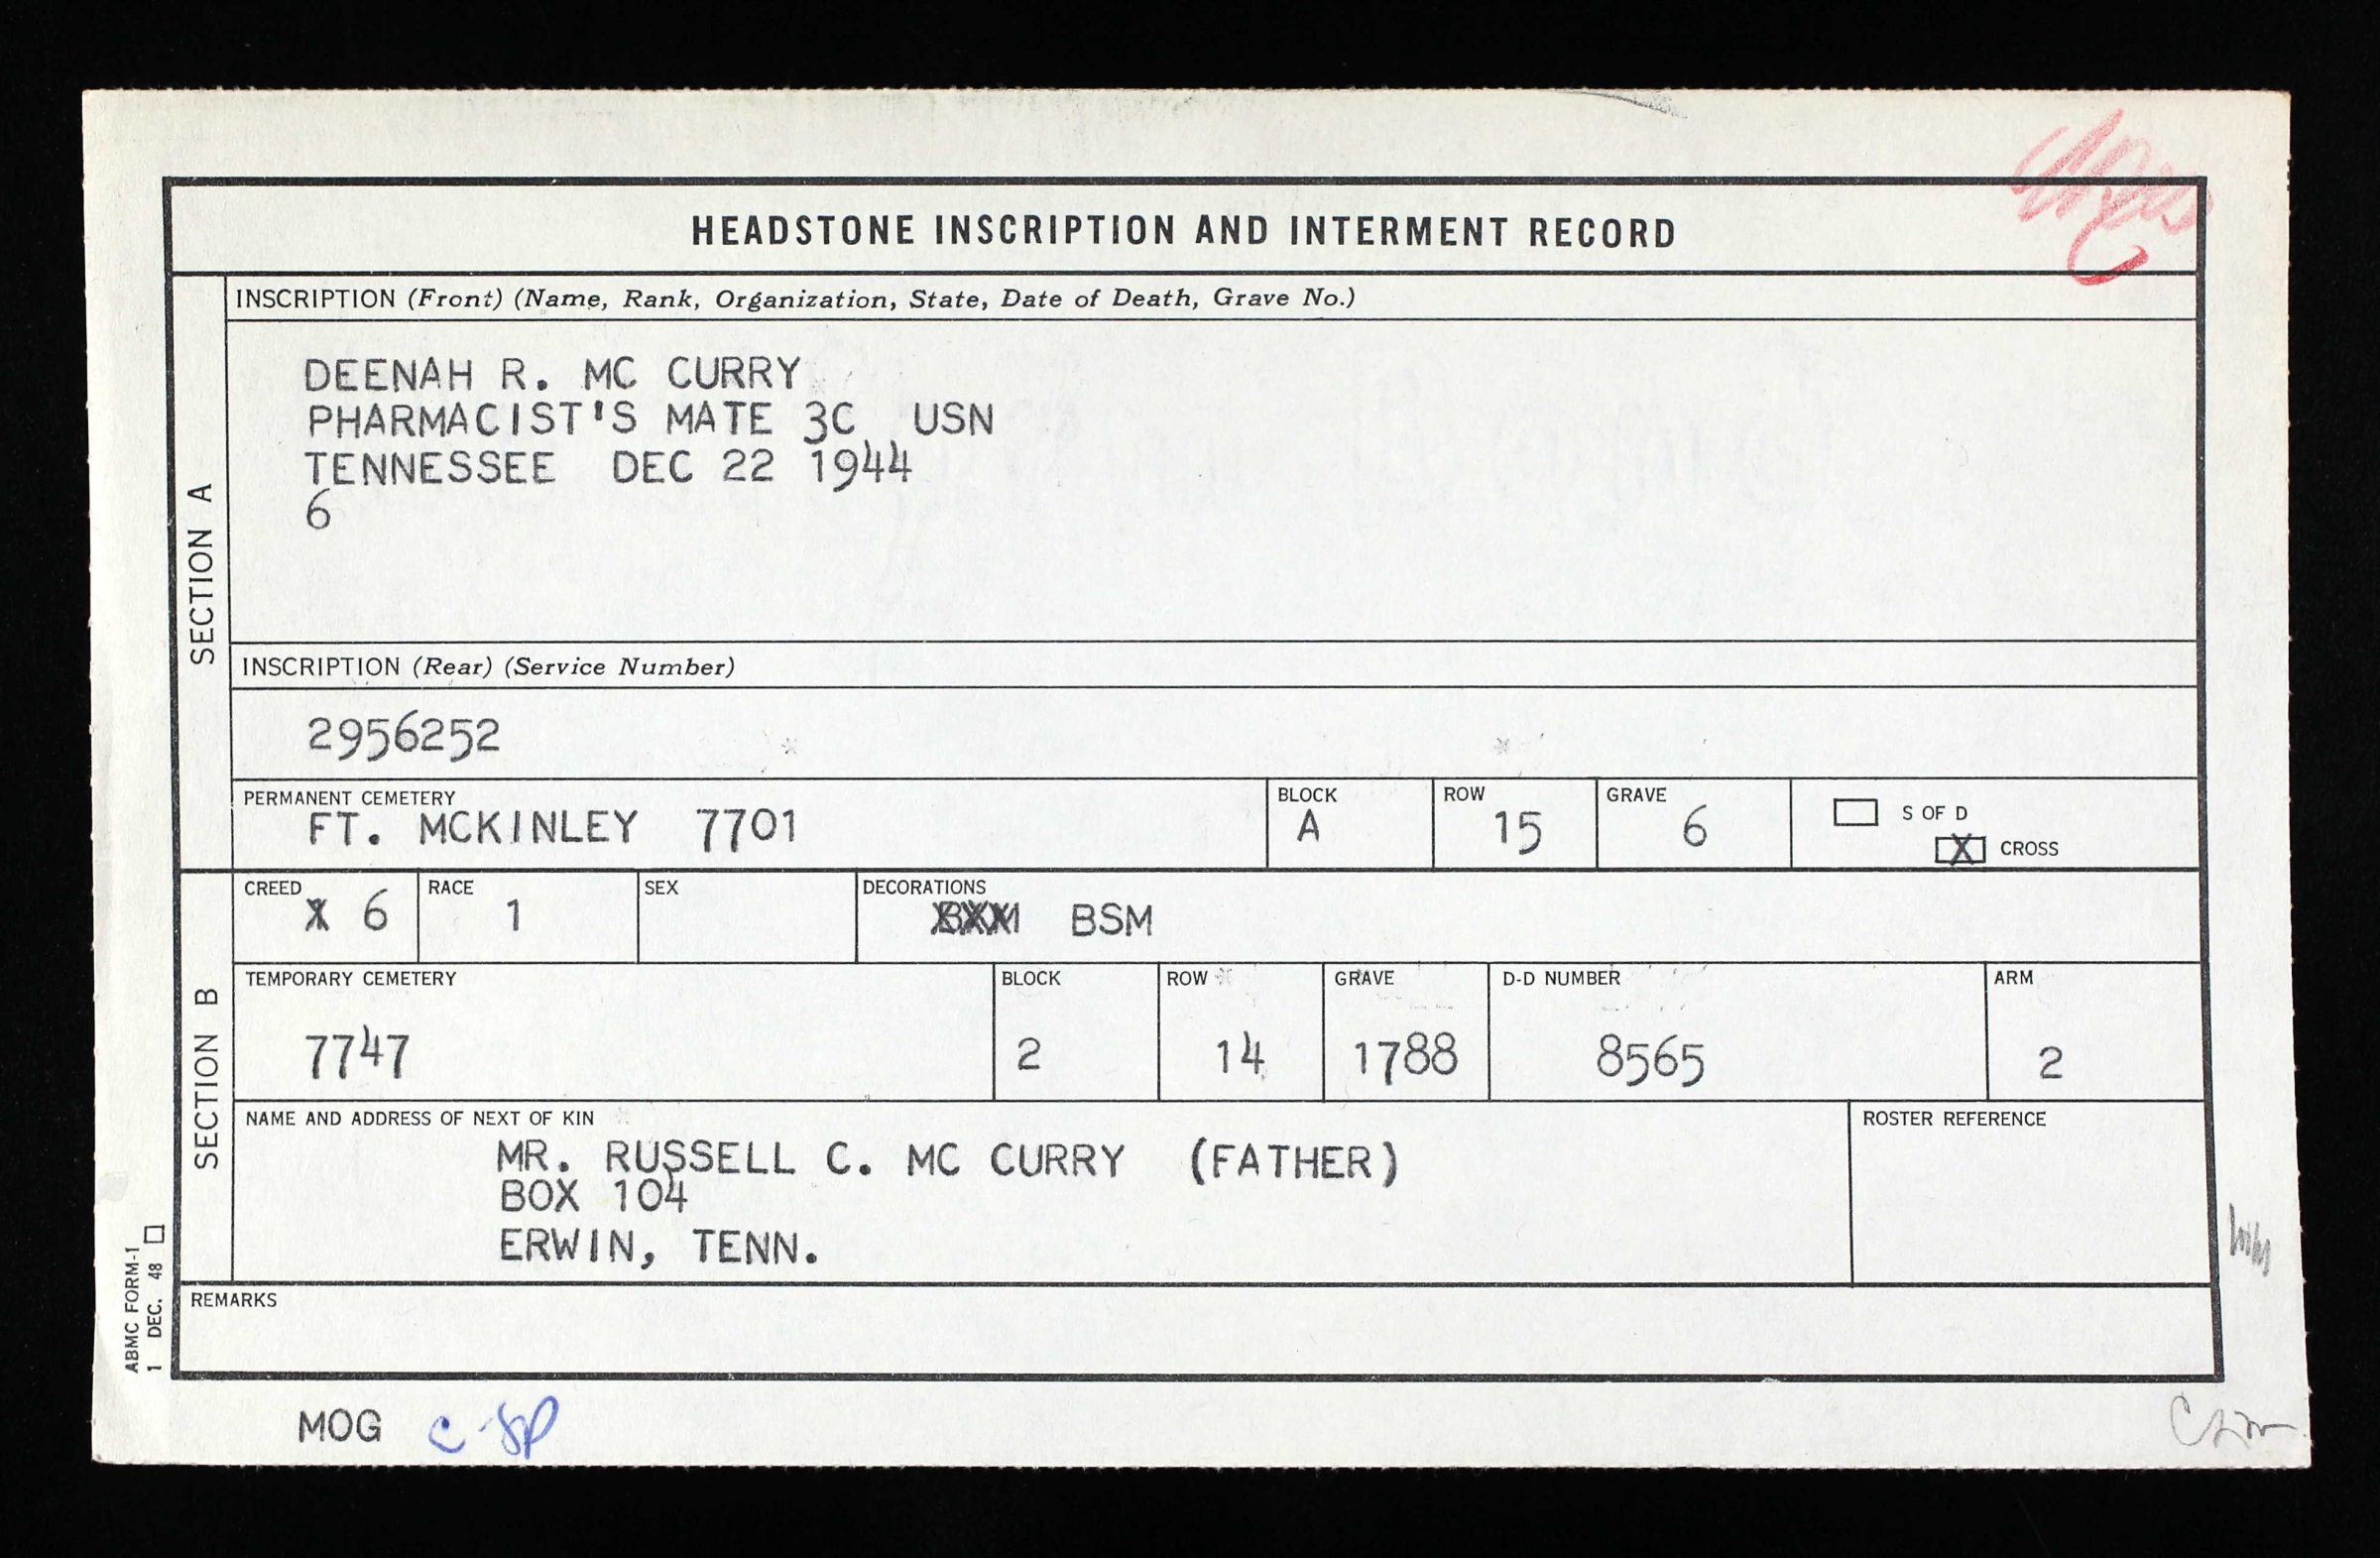 HEADSTONE INSCRIPTION AND INTERMENT RECORD
SECTION A
INSCRIPTION (Front) (Name, Rank, Organization, State, Date of Death, Grave No.)
DEENAH R. MC CURRY
PHARMACIST'S MATE 3C USN
TENNESSEE DEC 22 1944
6
INSCRIPTION (Rear) (Service Number)
2956252
PERMANENT CEMETERY BLOCK ROW GRAVE
FT. MCKINLEY 7701 A 15 6
S OF D
X CROSS
SECTION B
CREED RACE SEX DECORATIONS
6 1 BSM
TEMPORARY CEMETERY BLOCK ROW GRAVE D-D NUMBER ARM
7747 2 14 1788 8565 2
NAME AND ADDRESS OF NEXT OF KIN ROSTER REFERENCE
MR. RUSSELL C. MC CURRY (FATHER)
BOX 104
ERWIN, TENN.
REMARKS
ABMC FORM-1
1 DEC. 48
MOG